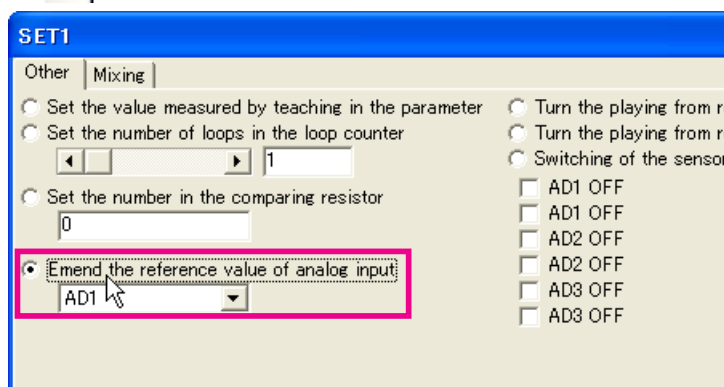 SET1
Other
Mixing
Set the value measured by teaching in the parameter
Set the number of loops in the loop counter
1
Set the number in the comparing resistor
0
Emend the reference value of analog input
AD1
Turn the playing from r
Turn the playing from r
Switching of the sensor
AD1 OFF
AD1 OFF
AD2 OFF
AD2 OFF
AD3 OFF
AD3 OFF